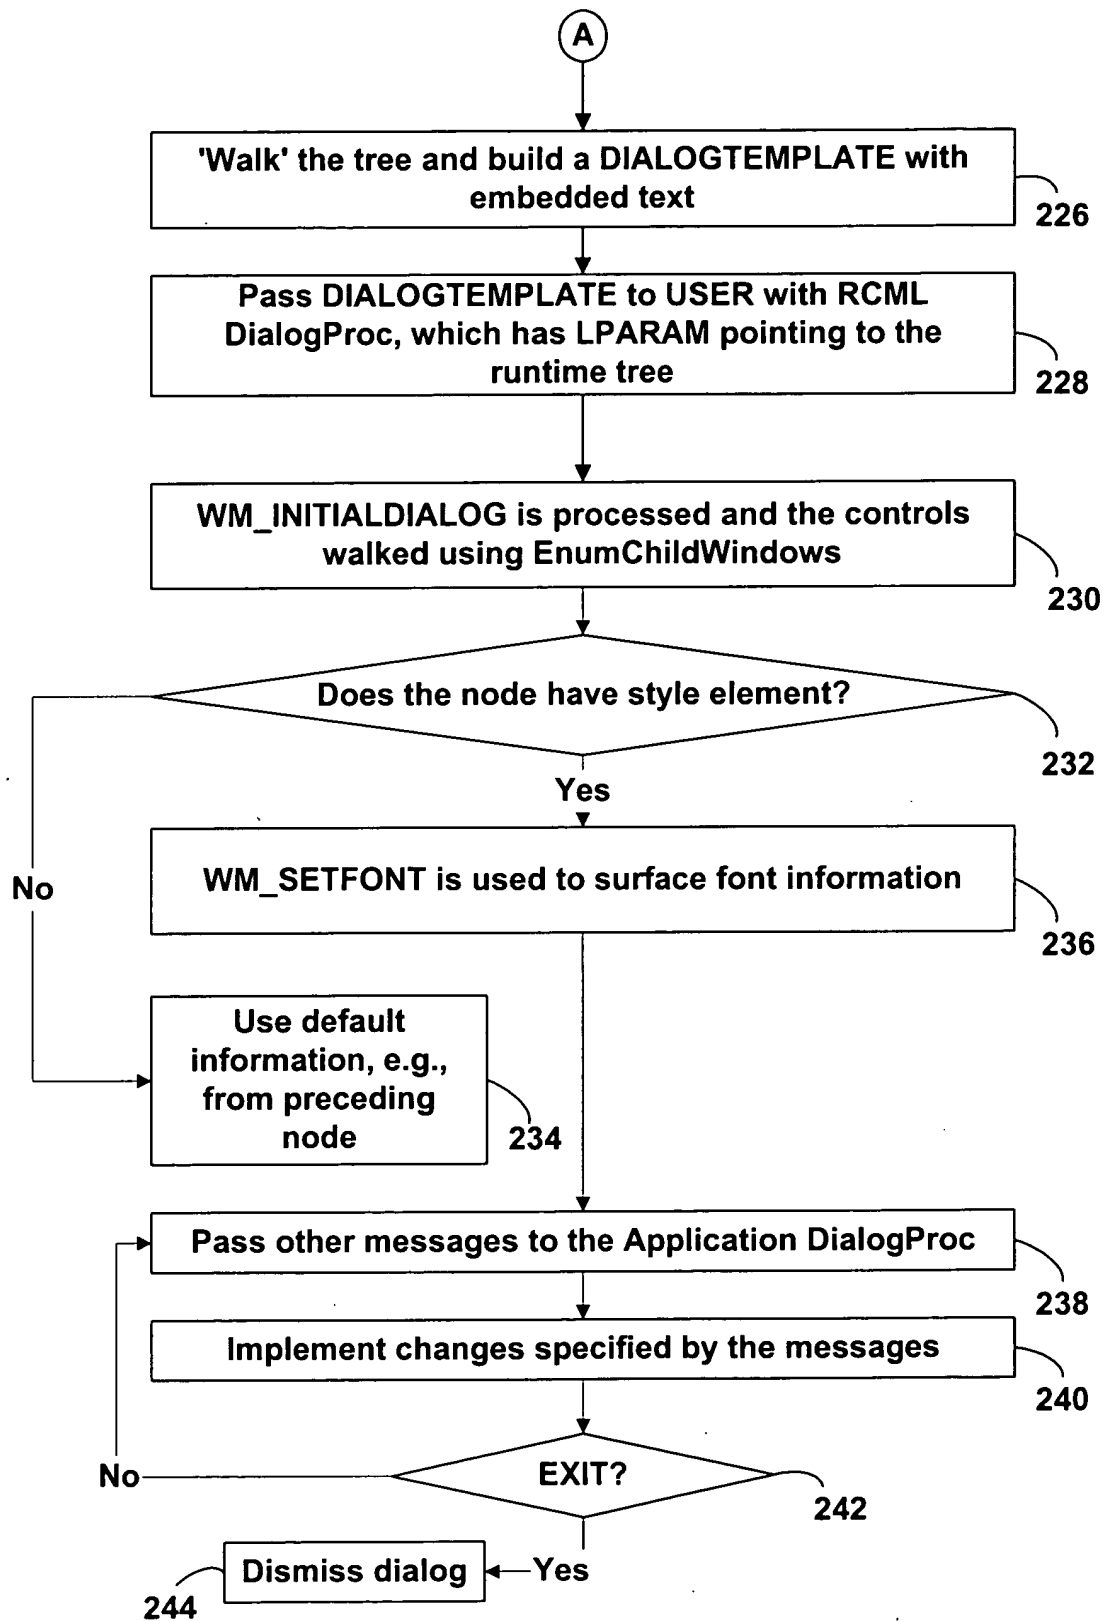 A
'Walk' the tree and build a DIALOGTEMPLATE with
embedded text
226
Pass DIALOGTEMPLATE to USER with RCML
DialogProc, which has LPARAM pointing to the
runtime tree
228
WM_INITIALDIALOG is processed and the controls
walked using EnumChildWindows
230
Does the node have style element?
232
Yes
WM_SETFONT is used to surface font information
No
236
Use default
information, e.g.,
from preceding
node
234
Pass other messages to the Application DialogProc
238
Implement changes specified by the messages
240
EXIT?
No
242
Yes
Dismiss dialog
244